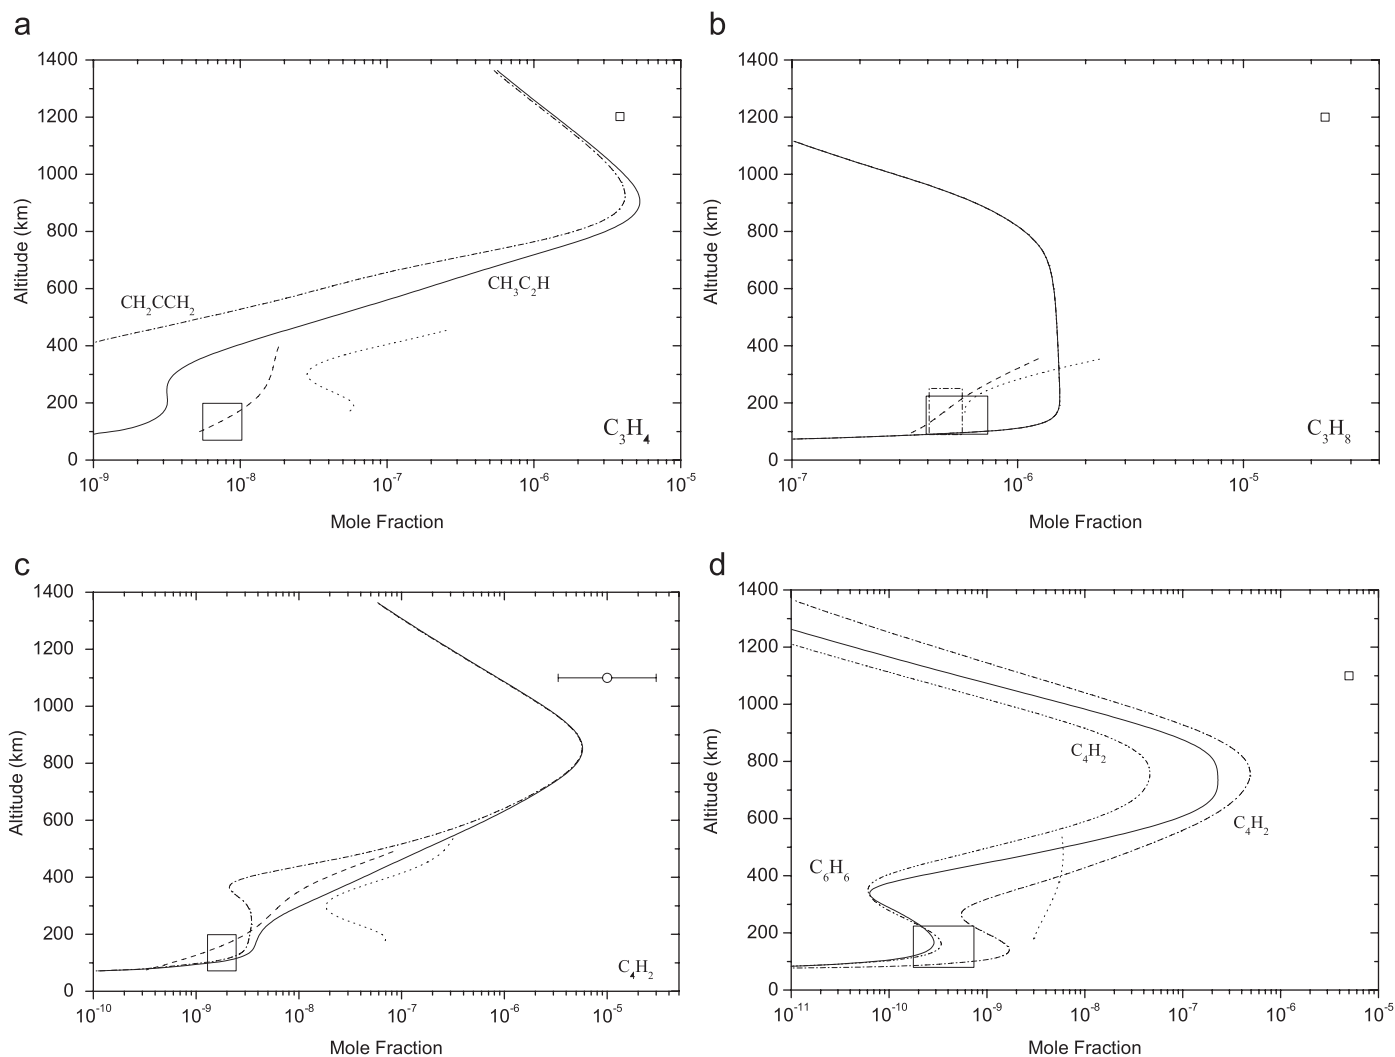 a
1400
1200
1000
800
600
400
200
0
Altitude (km)
CH₂CCH₂
CH₃C₂H
C₃H₄
10⁻⁹ 10⁻⁸ 10⁻⁷ 10⁻⁶ 10⁻⁵
Mole Fraction
b
1400
1200
1000
800
600
400
200
0
Altitude (km)
C₃H₈
10⁻⁷ 10⁻⁶ 10⁻⁵
Mole Fraction
c
1400
1200
1000
800
600
400
200
0
Altitude (km)
C₄H₂
10⁻¹⁰ 10⁻⁹ 10⁻⁸ 10⁻⁷ 10⁻⁶ 10⁻⁵
Mole Fraction
d
1400
1200
1000
800
600
400
200
0
Altitude (km)
C₄H₂
C₄H₂
C₆H₆
10⁻¹¹ 10⁻¹⁰ 10⁻⁹ 10⁻⁸ 10⁻⁷ 10⁻⁶ 10⁻⁵
Mole Fraction